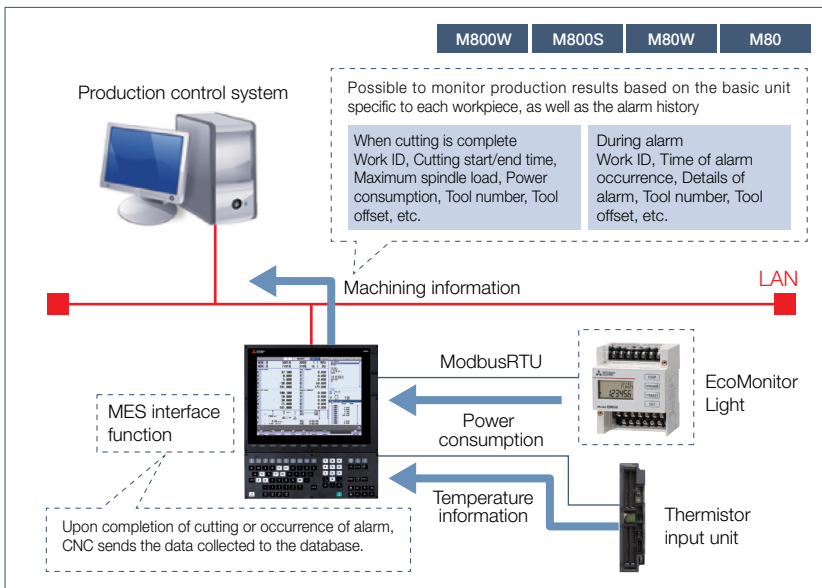 M800W
M800S
M80W
M80
Production control system
Possible to monitor production results based on the basic unit
specific to each workpiece, as well as the alarm history
When cutting is complete
Work ID, Cutting start/end time,
Maximum spindle load, Power
consumption, Tool number, Tool
offset, etc.
During alarm
Work ID, Time of alarm
occurrence, Details of
alarm, Tool number, Tool
offset, etc.
Machining information
LAN
ModbusRTU
EcoMonitor
Light
MES interface
function
Power
consumption
Temperature
information
Thermistor
input unit
Upon completion of cutting or occurrence of alarm,
CNC sends the data collected to the database.